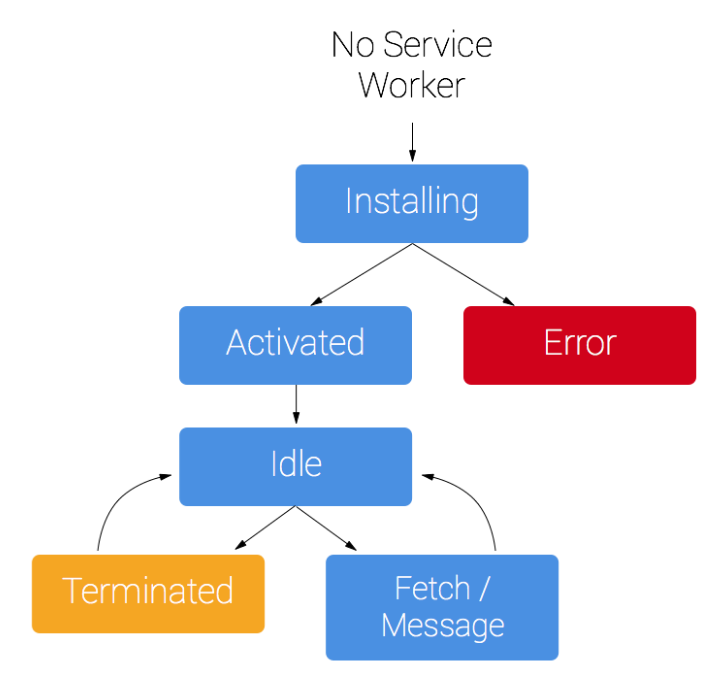 No Service
Worker
Installing
Activated
Error
Idle
Terminated
Fetch /
Message